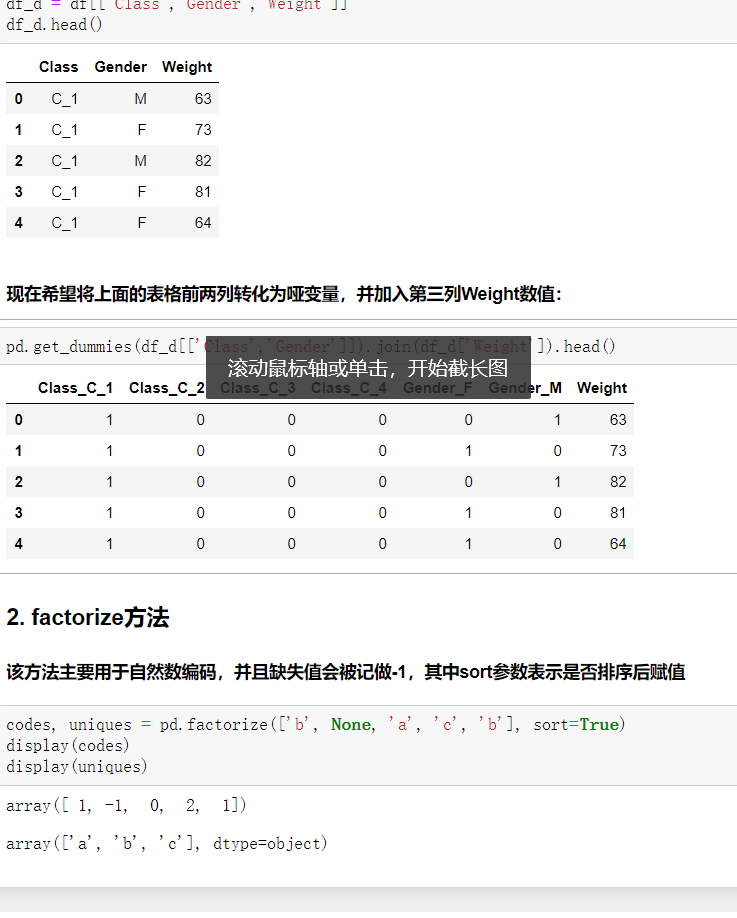 df_d = df[['Class', 'Gender', 'Weight']]
df_d.head()
Class Gender Weight
0 C_1 M 63
1 C_1 F 73
2 C_1 M 82
3 C_1 F 81
4 C_1 F 64
现在希望将上面的表格前两列转化为哑变量，并加入第三列Weight数值：
pd.get_dummies(df_d[['Class','Gender']]).join(df_d['Weight']).head()
滚动鼠标轴或单击，开始截长图
Class_C_1 Class_C_2 Class_C_3 Class_C_4 Gender_F Gender_M Weight
0 1 0 0 0 0 1 63
1 1 0 0 0 1 0 73
2 1 0 0 0 0 1 82
3 1 0 0 0 1 0 81
4 1 0 0 0 1 0 64
2. factorize方法
该方法主要用于自然数编码，并且缺失值会被记做-1，其中sort参数表示是否排序后赋值
codes, uniques = pd.factorize(['b', None, 'a', 'c', 'b'], sort=True)
display(codes)
display(uniques)
array([ 1, -1,  0,  2,  1])
array(['a', 'b', 'c'], dtype=object)